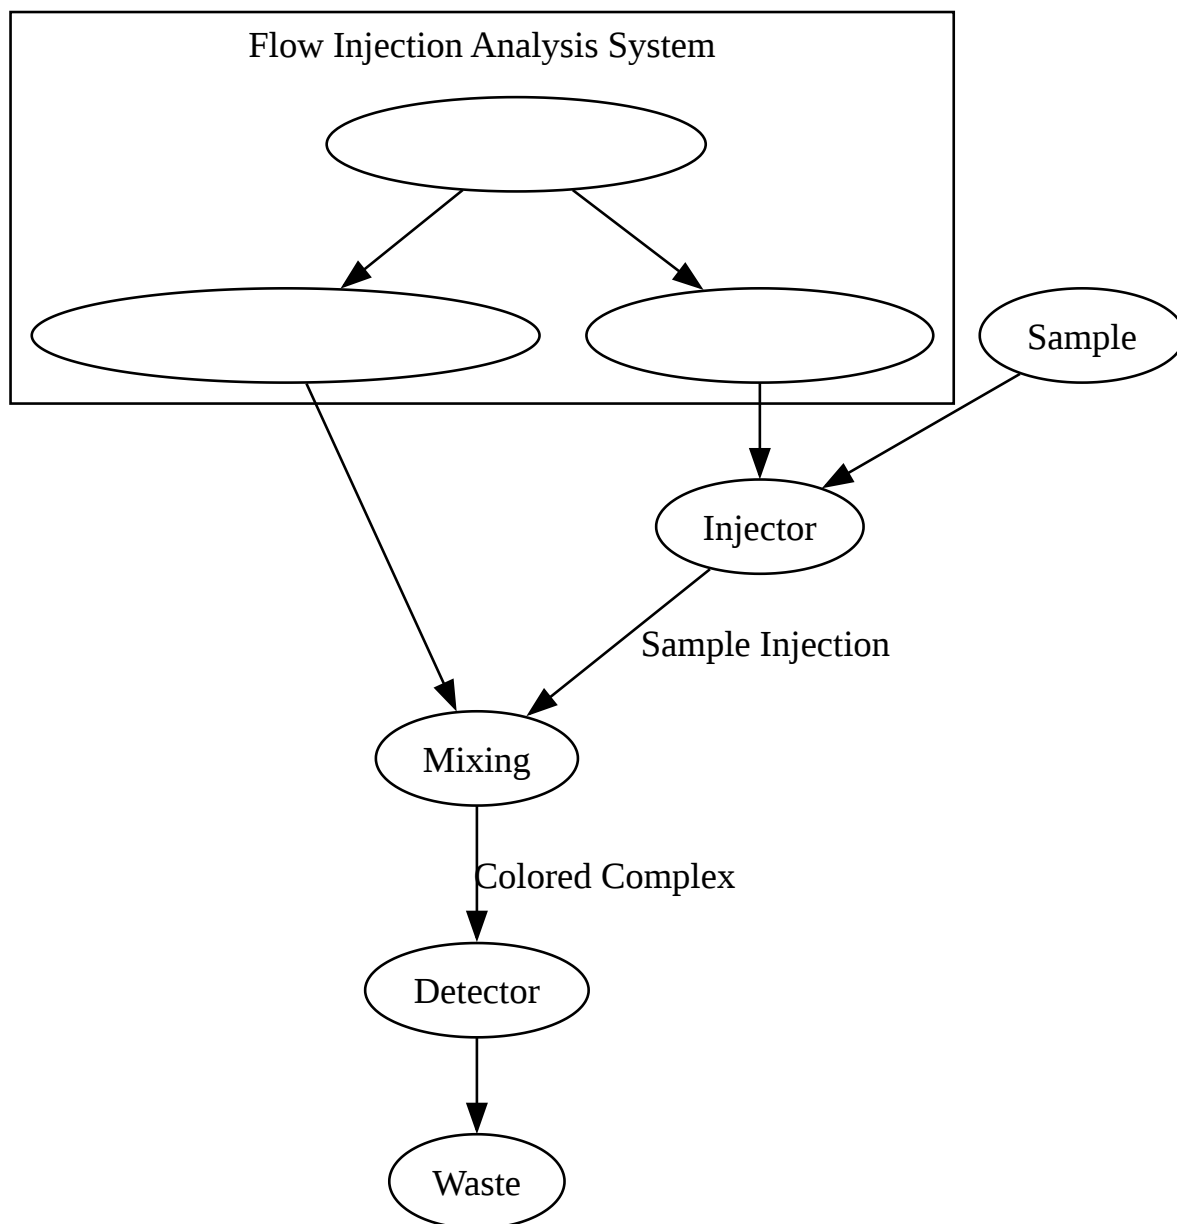 Flow Injection Analysis System
Sample
Injector
Sample Injection
Mixing
Colored Complex
Detector
Waste